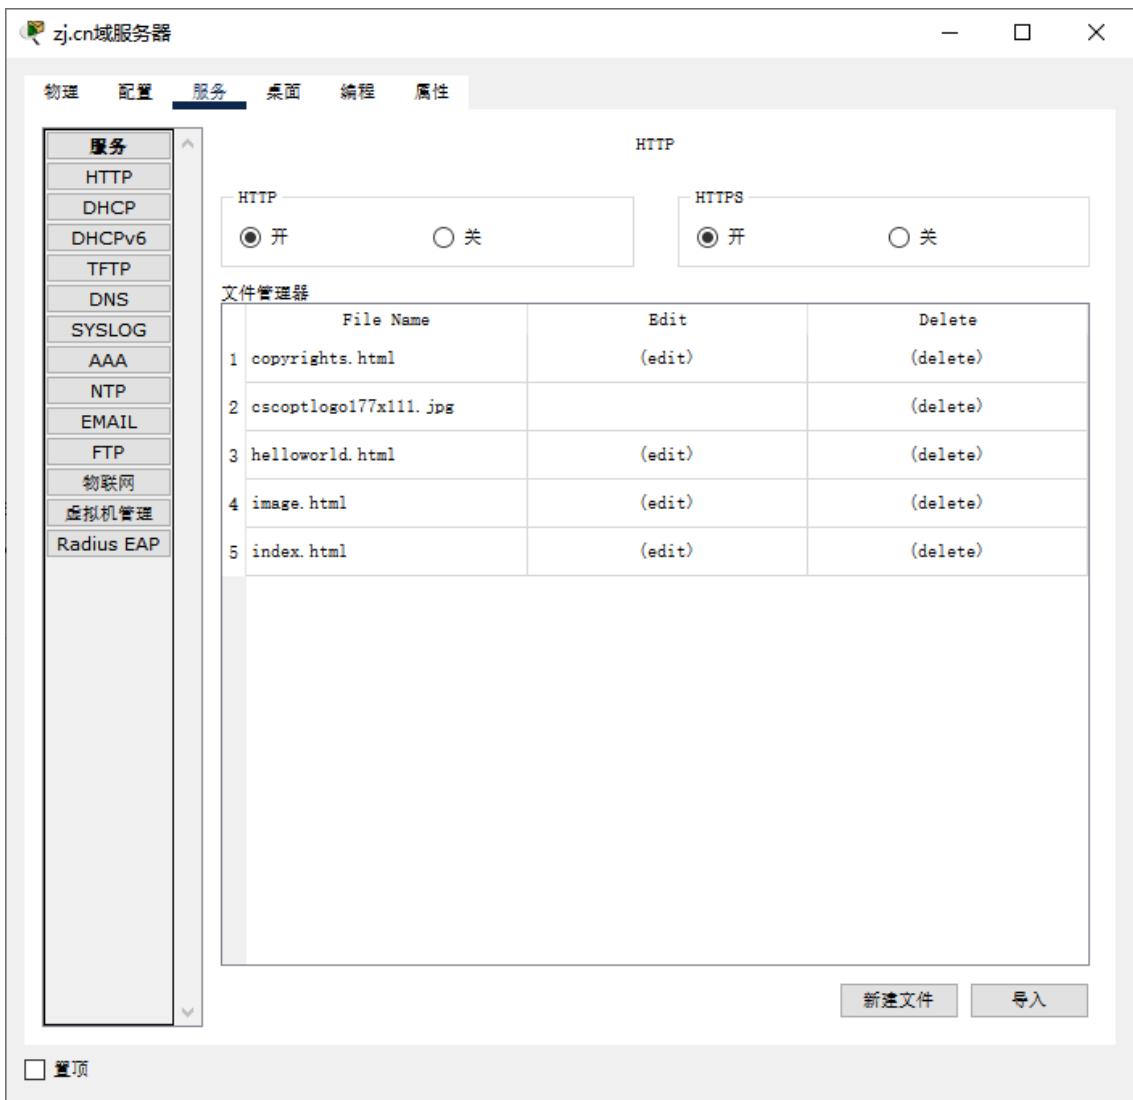 zj.cn域服务器
物理 配置 服务 桌面 编程 属性
服务
HTTP
DHCP
DHCPv6
TFTP
DNS
SYSLOG
AAA
NTP
EMAIL
FTP
物联网
虚拟机管理
Radius EAP
HTTP
HTTP
开 关
HTTPS
开 关
文件管理器
File Name Edit Delete
1 copyrights.html (edit) (delete)
2 cscoptlogo177x111.jpg (delete)
3 helloworld.html (edit) (delete)
4 image.html (edit) (delete)
5 index.html (edit) (delete)
新建文件 导入
置顶